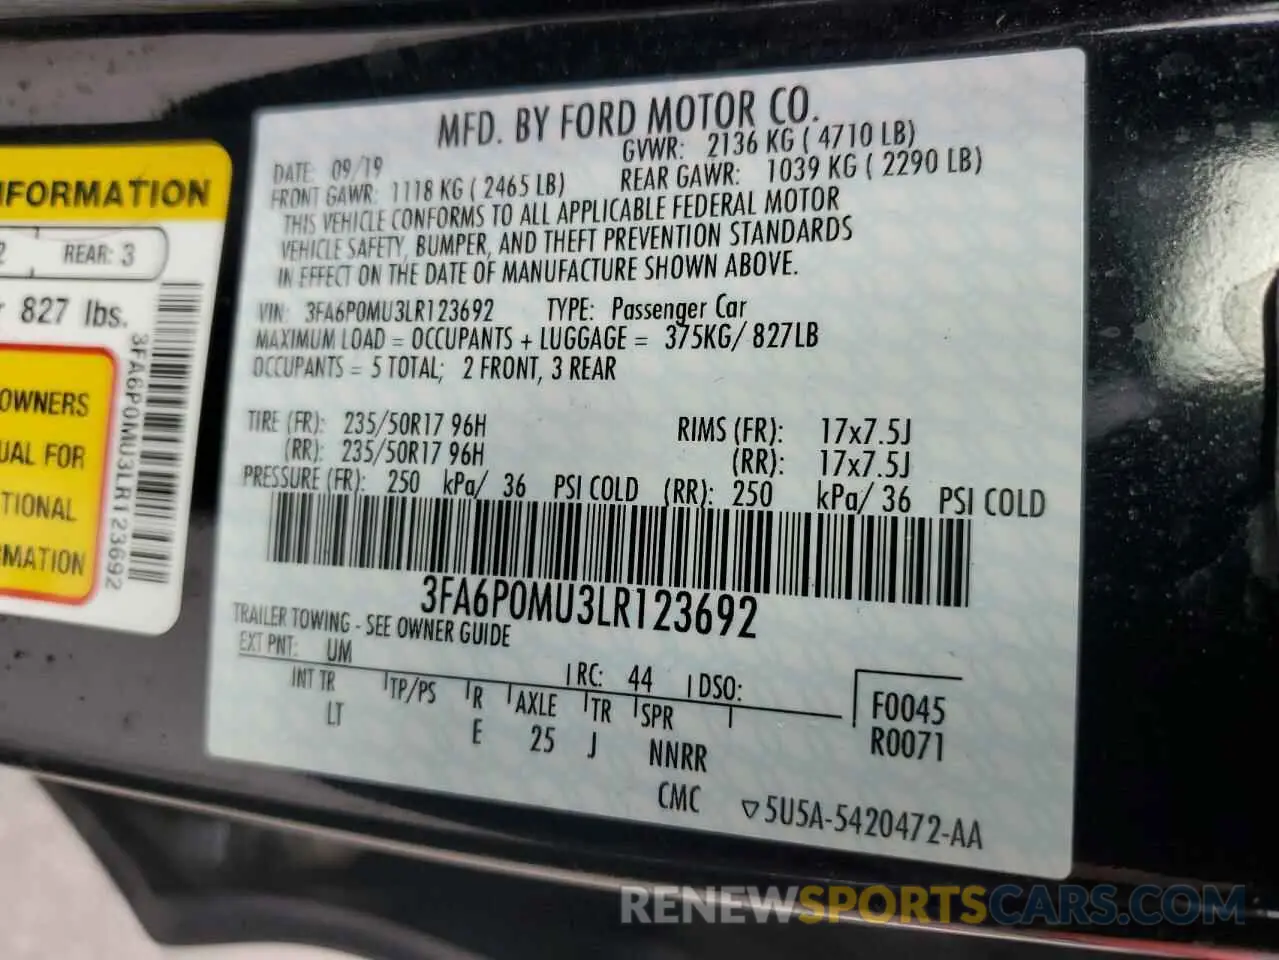 MFD. BY FORD MOTOR CO.
DATE: 09/19 GVWR: 2136 KG ( 4710 LB)
FRONT GAWR: 1118 KG ( 2465 LB) REAR GAWR: 1039 KG ( 2290 LB)
THIS VEHICLE CONFORMS TO ALL APPLICABLE FEDERAL MOTOR
VEHICLE SAFETY, BUMPER, AND THEFT PREVENTION STANDARDS
IN EFFECT ON THE DATE OF MANUFACTURE SHOWN ABOVE.
VIN: 3FA6P0MU3LR123692 TYPE: Passenger Car
MAXIMUM LOAD = OCCUPANTS + LUGGAGE = 375KG/ 827LB
OCCUPANTS = 5 TOTAL; 2 FRONT, 3 REAR
TIRE (FR): 235/50R17 96H RIMS (FR): 17x7.5J
(RR): 235/50R17 96H (RR): 17x7.5J
PRESSURE (FR): 250 kPa/ 36 PSI COLD (RR): 250 kPa/ 36 PSI COLD
3FA6P0MU3LR123692
TRAILER TOWING - SEE OWNER GUIDE
EXT PNT: UM RC: 44 DSO: F0045
INT TR TP/PS R AXLE TR SPR R0071
LT E 25 J NNRR
CMC ▽5U5A-5420472-AA
NFORMATION
2 REAR: 3
827 lbs.
OWNERS
UAL FOR
TIONAL
MATION
3FA6P0MU3LR123692
RENEWSPORTSCARS.COM